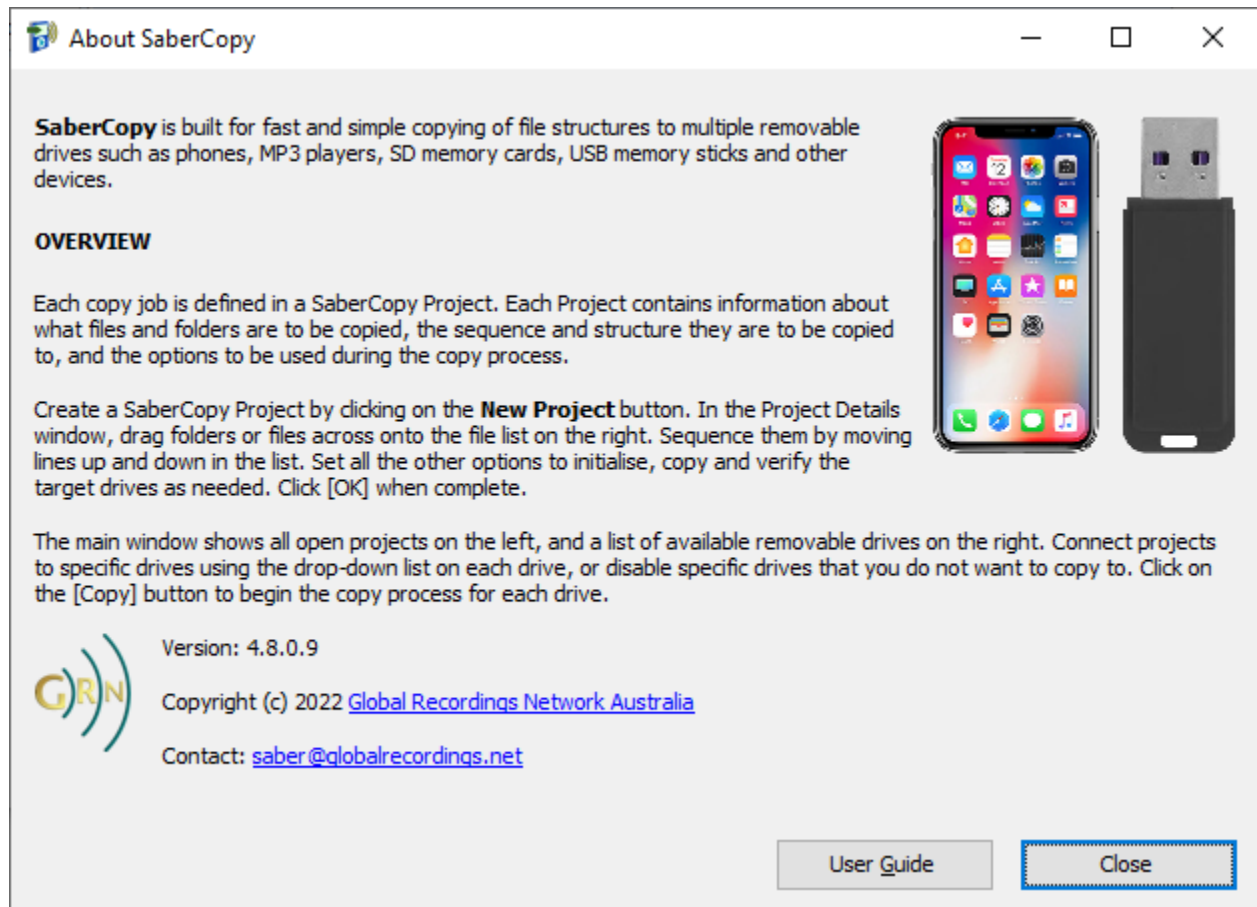 About SaberCopy
SaberCopy is built for fast and simple copying of file structures to multiple removable
drives such as phones, MP3 players, SD memory cards, USB memory sticks and other
devices.
OVERVIEW
Each copy job is defined in a SaberCopy Project. Each Project contains information about
what files and folders are to be copied, the sequence and structure they are to be copied
to, and the options to be used during the copy process.
Create a SaberCopy Project by clicking on the New Project button. In the Project Details
window, drag folders or files across onto the file list on the right. Sequence them by moving
lines up and down in the list. Set all the other options to initialise, copy and verify the
target drives as needed. Click [OK] when complete.
The main window shows all open projects on the left, and a list of available removable drives on the right. Connect projects
to specific drives using the drop-down list on each drive, or disable specific drives that you do not want to copy to. Click on
the [Copy] button to begin the copy process for each drive.
GRN
Version: 4.8.0.9
Copyright (c) 2022 Global Recordings Network Australia
Contact: saber@globalrecordings.net
User Guide
Close